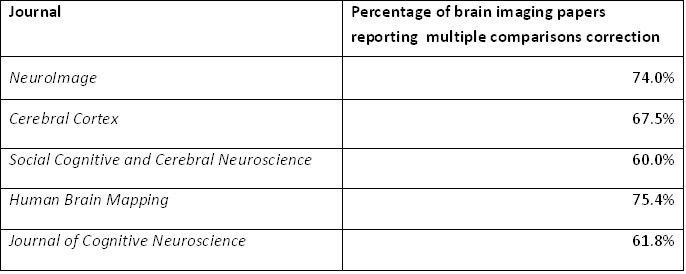 Journal
Percentage of brain imaging papers
reporting multiple comparisons correction
NeuroImage
74.0%
Cerebral Cortex
67.5%
Social Cognitive and Cerebral Neuroscience
60.0%
Human Brain Mapping
75.4%
Journal of Cognitive Neuroscience
61.8%